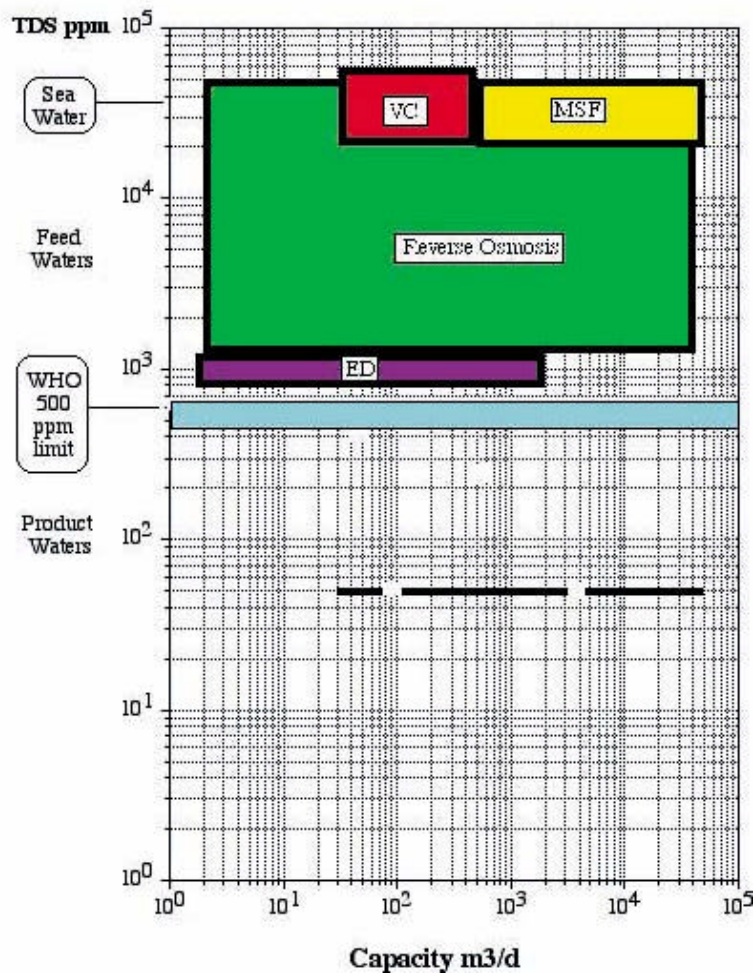 TDS ppm
10^5
Sea
Water
VC
MSF
10^4
Feed
Waters
Reverse Osmosis
10^3
ED
WHO
500
ppm
limit
Product
Waters
10^2
10^1
10^0
10^0 10^1 10^2 10^3 10^4 10^5
Capacity m3/d